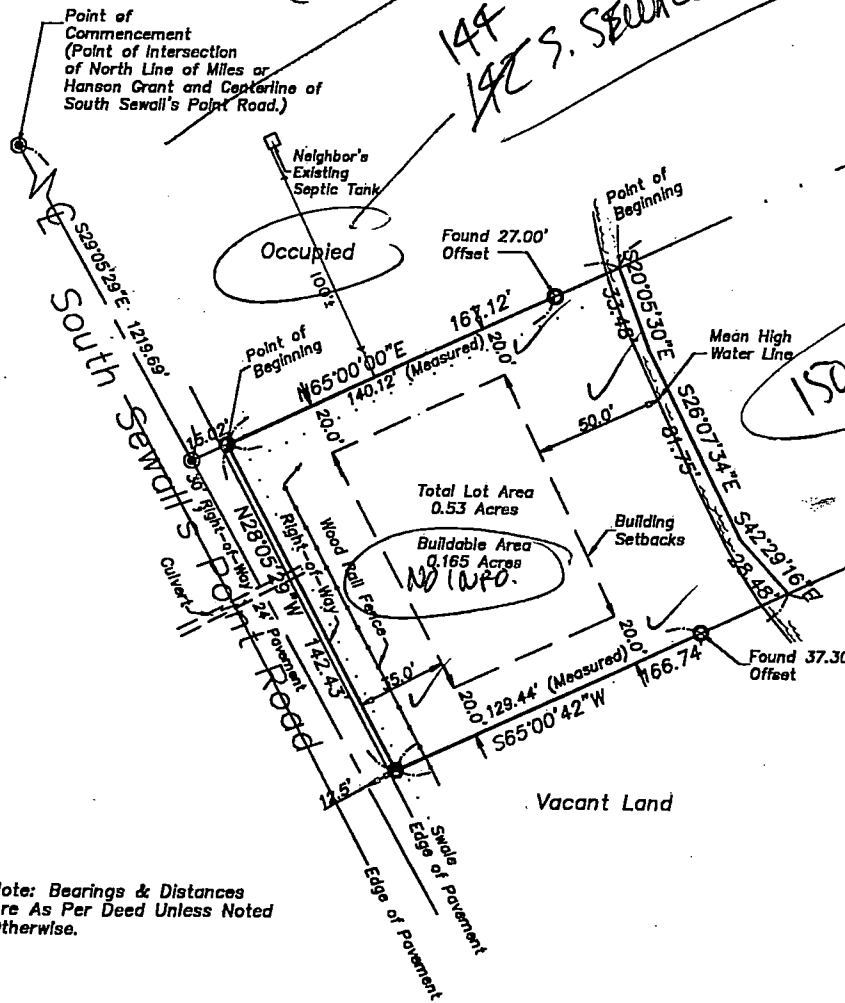 Point of
Commencement
(Point of Intersection
of North Line of Miles or
Hanson Grant and Centerline of
South Sewall's Point Road.)
144
142 S.
Neighbor's
Existing
Septic Tank
Occupied
100'±
Found 27.00'
Offset
Point of
Beginning
S29°05'29"E 1219.69'
South Sewall's Point Road
Point of
Beginning
N65°00'00"E
167.12'
140.12' (Measured)
20.0'
20.0'
S20°05'30"E
33.48'
Mean High
Water Line
S26°07'34"E
81.75'
150
50.0'
15.02'
30' Right-of-Way
N28°05'29"W 142.43'
Right-of-Way
Wood Rail Fence
Total Lot Area
0.53 Acres
Buildable Area
0.165 Acres
NO INFO.
Building
Setbacks
S42°29'16"E
28.48'
Culvert
24' Pavement
35.0'
20.0'
20.0'
129.44' (Measured)
166.74'
S65°00'42"W
Found 37.30
Offset
12.5'
Vacant Land
Swale
Edge of Pavement
Edge of Pavement
ote: Bearings & Distances
re As Per Deed Unless Noted
therwise.